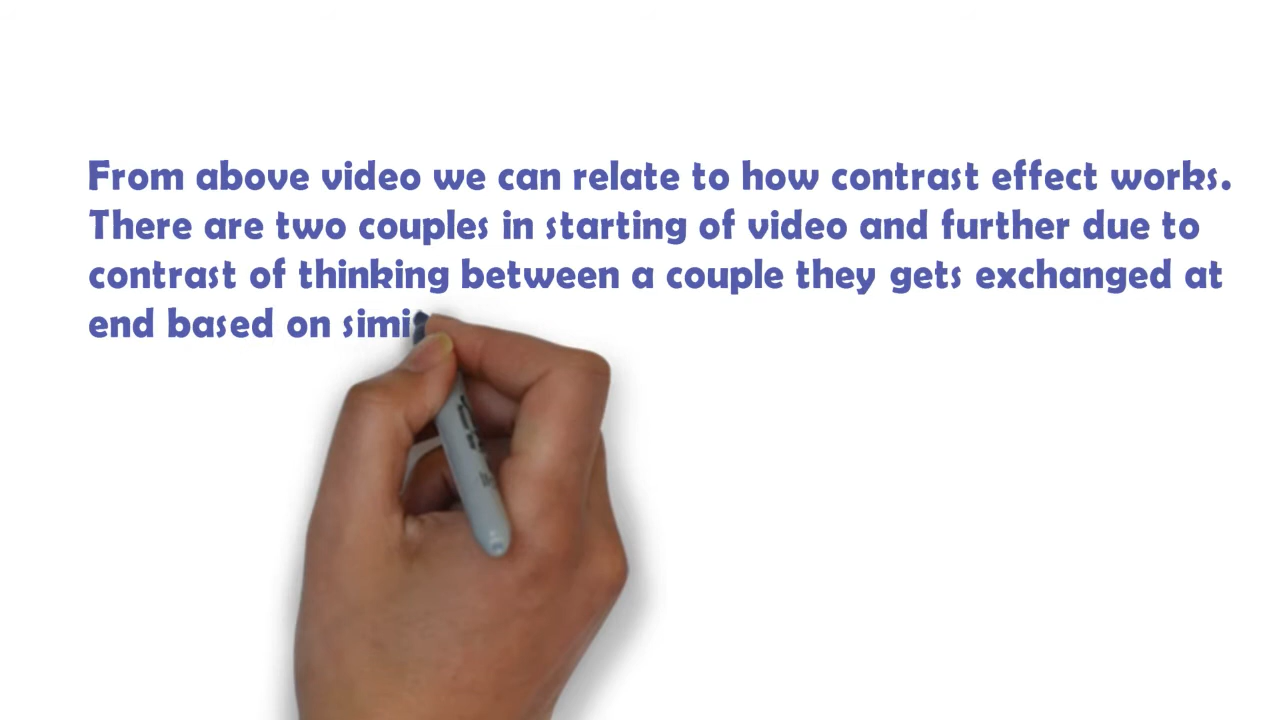 From above video we can relate to how contrast effect works.
There are two couples in starting of video and further due to
contrast of thinking between a couple they gets exchanged at
end based on simi